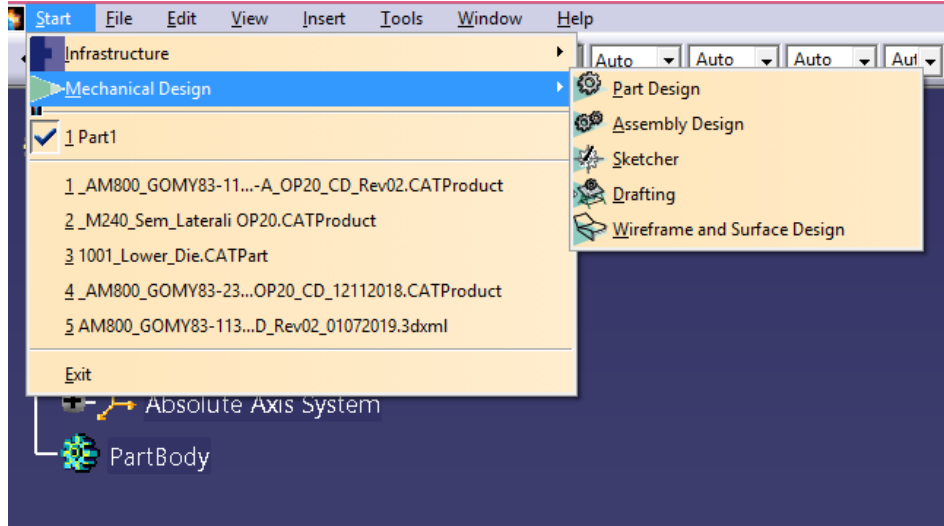 Start File Edit View Insert Tools Window Help
Infrastructure
Auto Auto Auto Aut
Mechanical Design
Part Design
Assembly Design
Sketcher
Drafting
Wireframe and Surface Design
1 Part1
1 _AM800_GOMY83-11...-A_OP20_CD_Rev02.CATProduct
2 _M240_Sem_Laterali OP20.CATProduct
3 1001_Lower_Die.CATPart
4 _AM800_GOMY83-23...OP20_CD_12112018.CATProduct
5 AM800_GOMY83-113...D_Rev02_01072019.3dxml
Exit
Absolute Axis System
PartBody